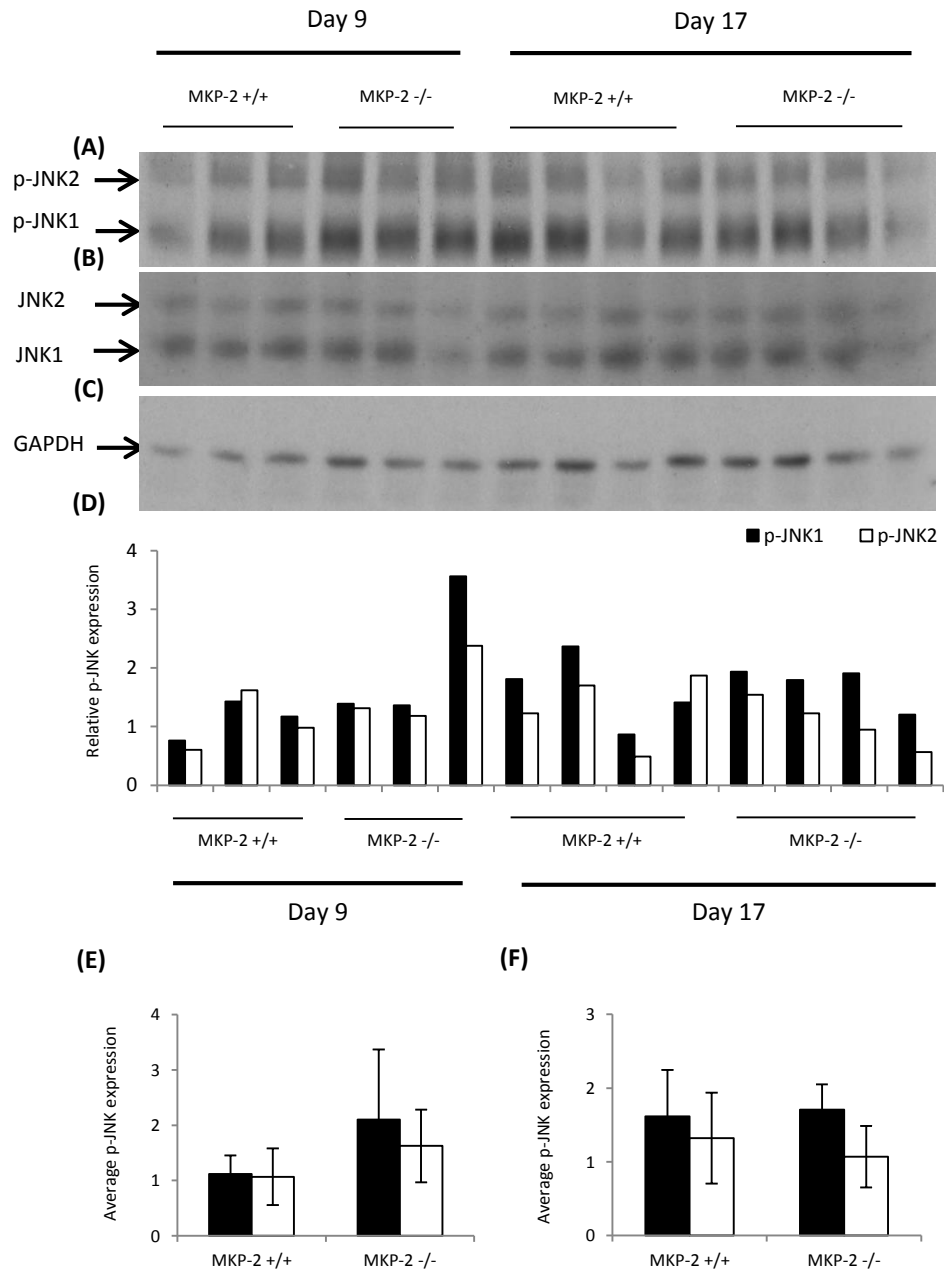 Day 9 Day 17
MKP-2 +/+ MKP-2 -/- MKP-2 +/+ MKP-2 -/-
(A)
p-JNK2
p-JNK1
(B)
JNK2
JNK1
(C)
GAPDH
(D)
p-JNK1 p-JNK2
Relative p-JNK expression
4
3
2
1
0
MKP-2 +/+ MKP-2 -/- MKP-2 +/+ MKP-2 -/-
Day 9 Day 17
(E)
Average p-JNK expression
4
3
2
1
0
MKP-2 +/+ MKP-2 -/-
(F)
Average p-JNK expression
3
2
1
0
MKP-2 +/+ MKP-2 -/-